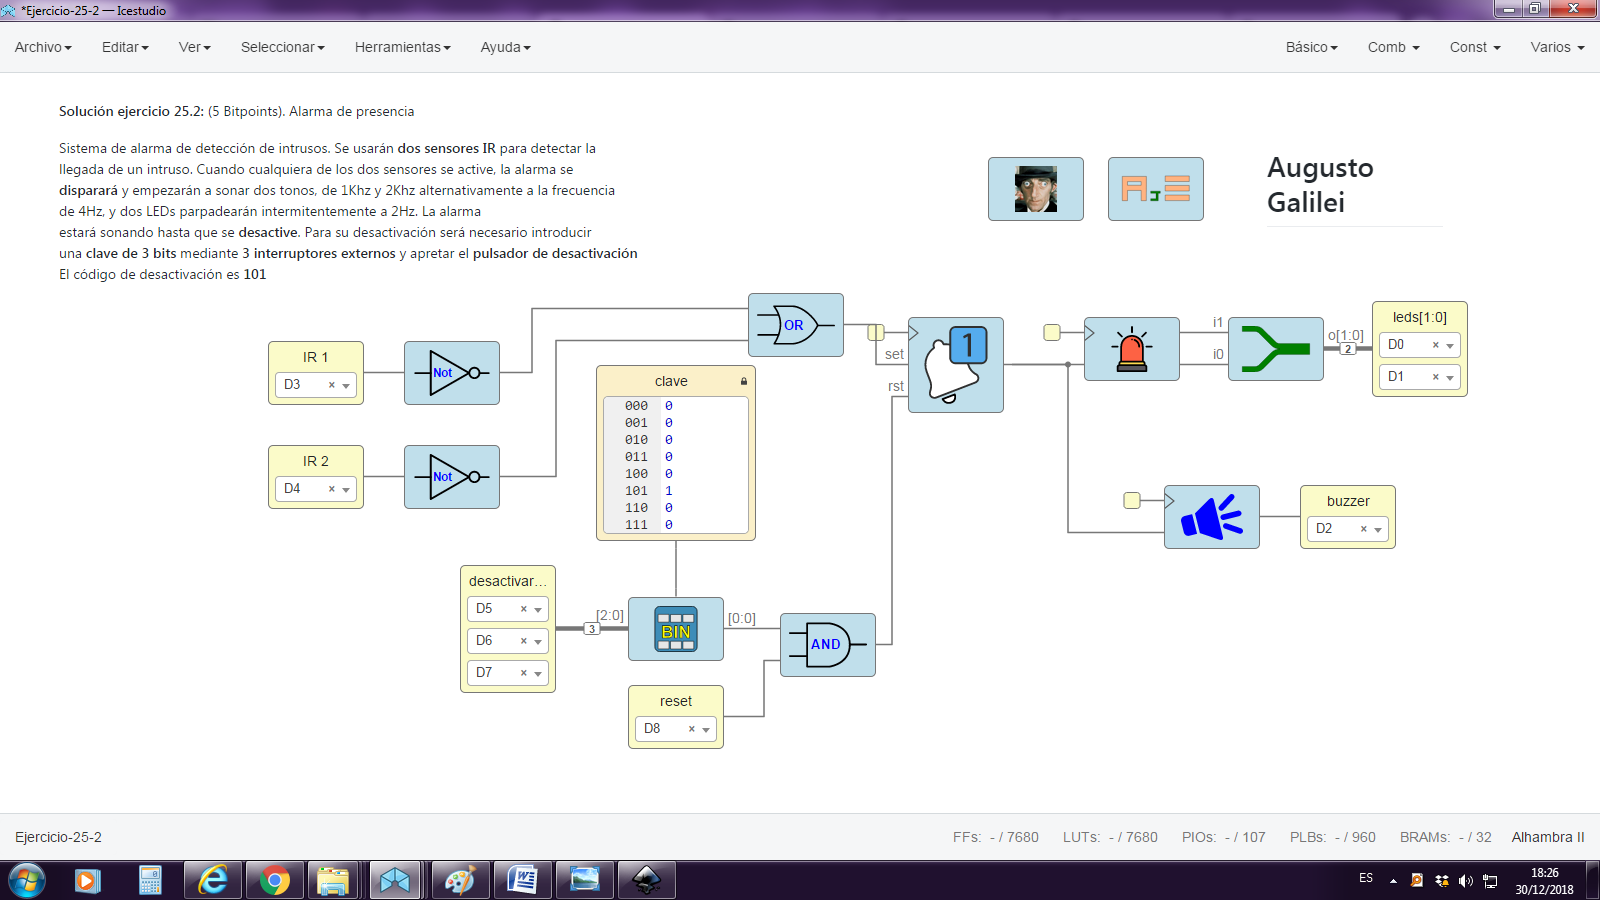 *Ejercicio-25-2 — Icestudio
Archivo Editar Ver Seleccionar Herramientas Ayuda Básico Comb Const Varios
Solución ejercicio 25.2: (5 Bitpoints). Alarma de presencia
Sistema de alarma de detección de intrusos. Se usarán dos sensores IR para detectar la
llegada de un intruso. Cuando cualquiera de los dos sensores se active, la alarma se
disparará y empezarán a sonar dos tonos, de 1Khz y 2Khz alternativamente a la frecuencia
de 4Hz, y dos LEDs parpadearán intermitentemente a 2Hz. La alarma
estará sonando hasta que se desactive. Para su desactivación será necesario introducir
una clave de 3 bits mediante 3 interruptores externos y apretar el pulsador de desactivación
El código de desactivación es 101
AJE
Augusto
Galilei
OR
set
rst
1
i1
i0
o[1:0]
2
leds[1:0]
D0
D1
IR 1
D3
Not
IR 2
D4
Not
clave
000 0
001 0
010 0
011 0
100 0
101 1
110 0
111 0
buzzer
D2
desactivar...
D5
D6
D7
[2:0]
3
BIN
[0:0]
AND
reset
D8
Ejercicio-25-2 FFs: - / 7680 LUTs: - / 7680 PIOs: - / 107 PLBs: - / 960 BRAMs: - / 32 Alhambra II
ES
18:26
30/12/2018